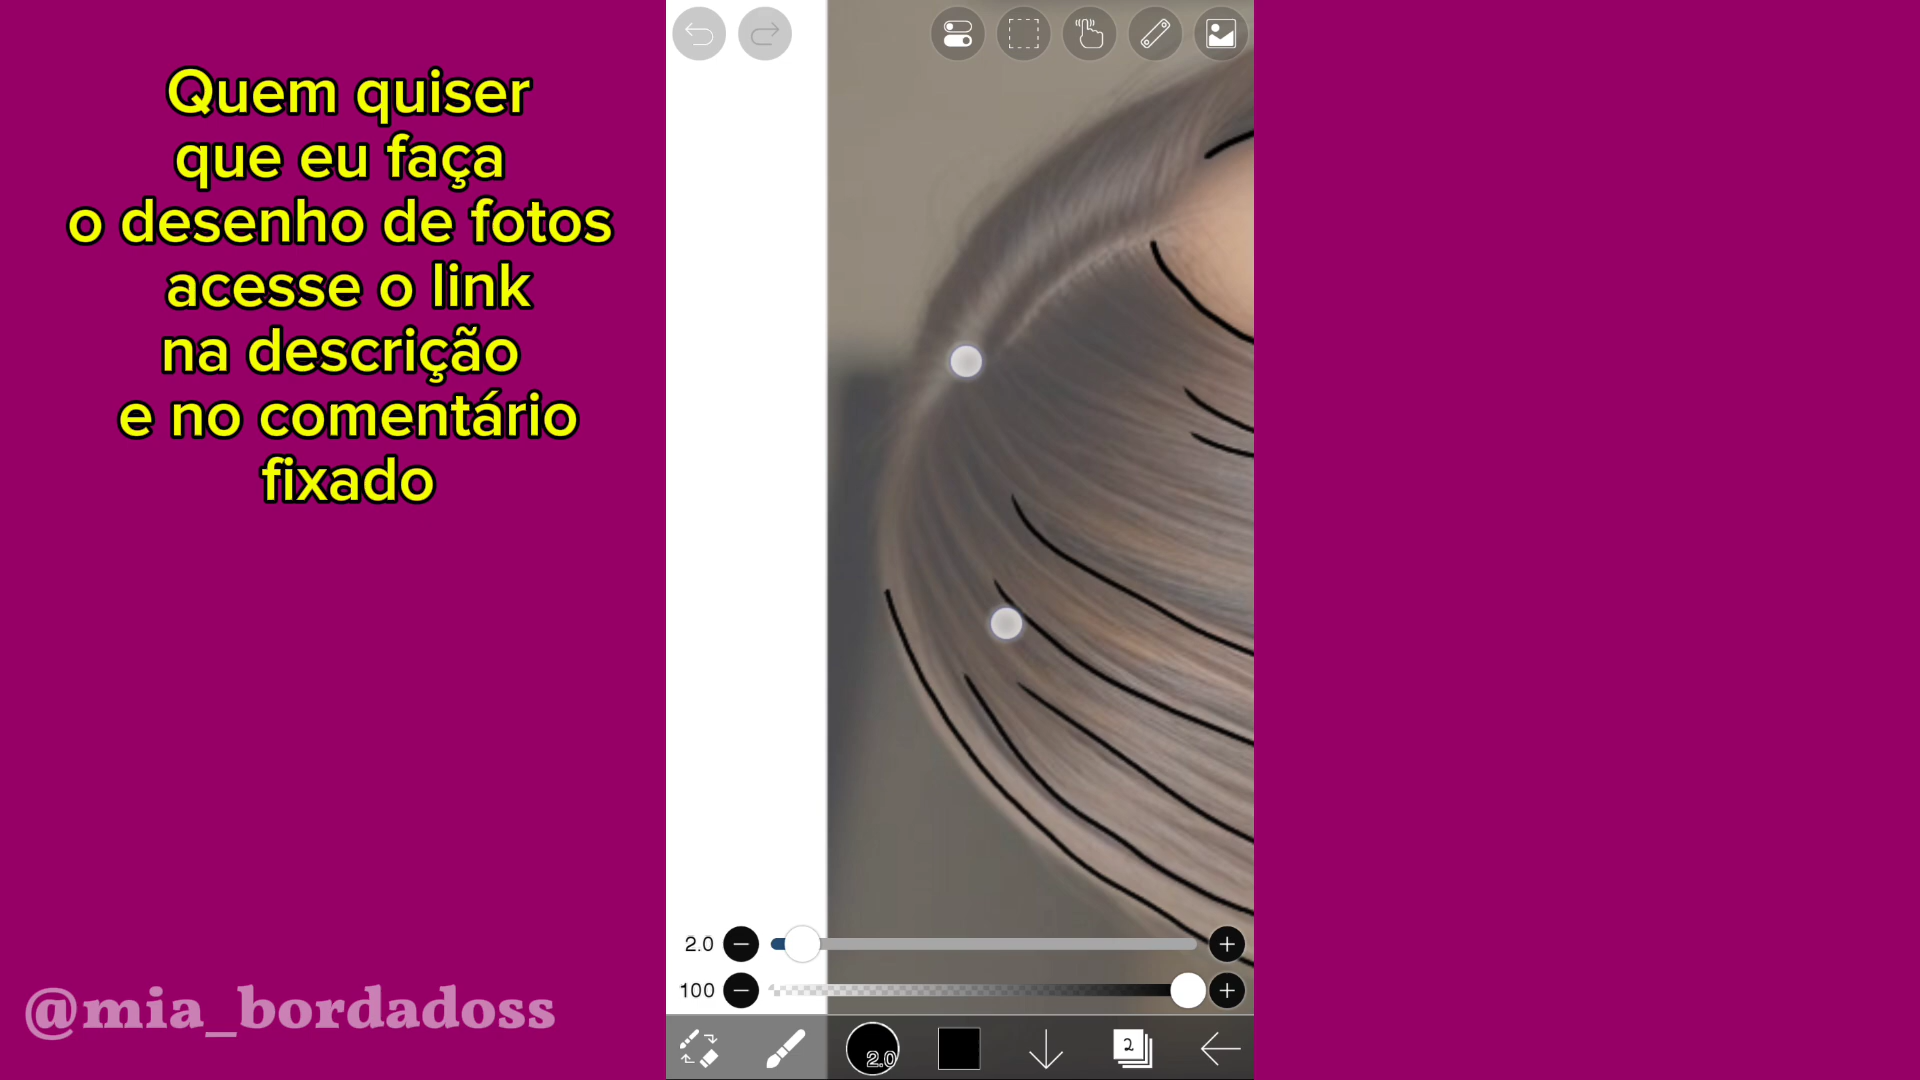 Quem quiser
que eu faça
o desenho de fotos
acesse o link
na descrição
e no comentário
fixado
2.0
100
2.0
2
@mia_bordadoss